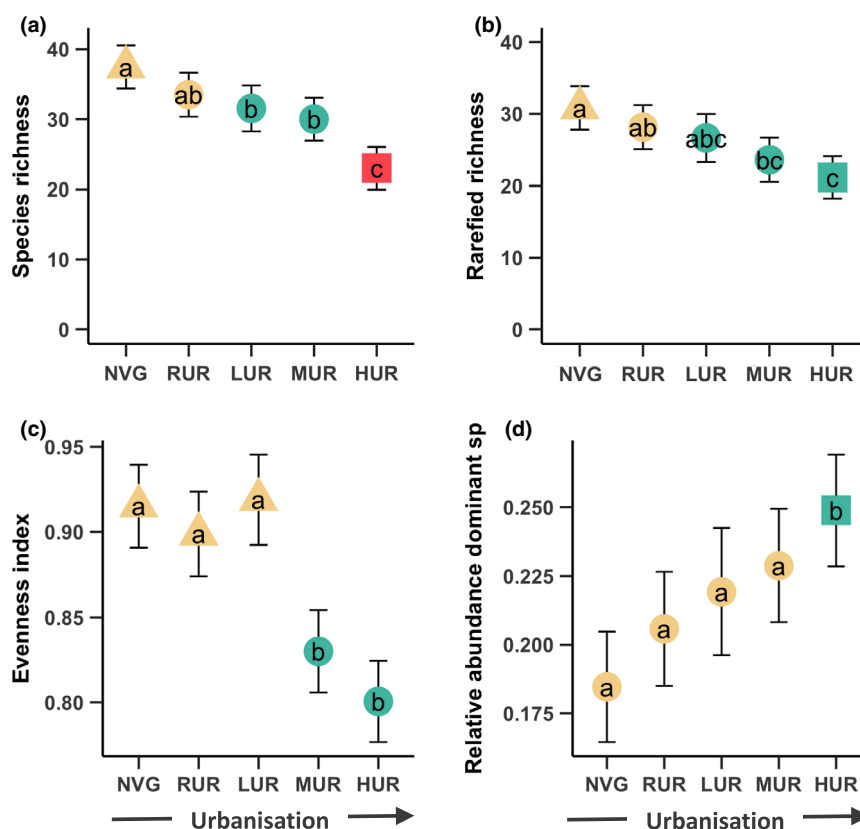 (a)
Species richness
40
30
20
10
0
a
ab
b
b
c
NVG RUR LUR MUR HUR
(b)
Rarefied richness
40
30
20
10
0
a
ab
abc
bc
c
NVG RUR LUR MUR HUR
(c)
Evenness index
0.95
0.90
0.85
0.80
a
a
a
b
b
NVG RUR LUR MUR HUR
Urbanisation
(d)
Relative abundance dominant sp
0.250
0.225
0.200
0.175
a
a
a
a
b
NVG RUR LUR MUR HUR
Urbanisation